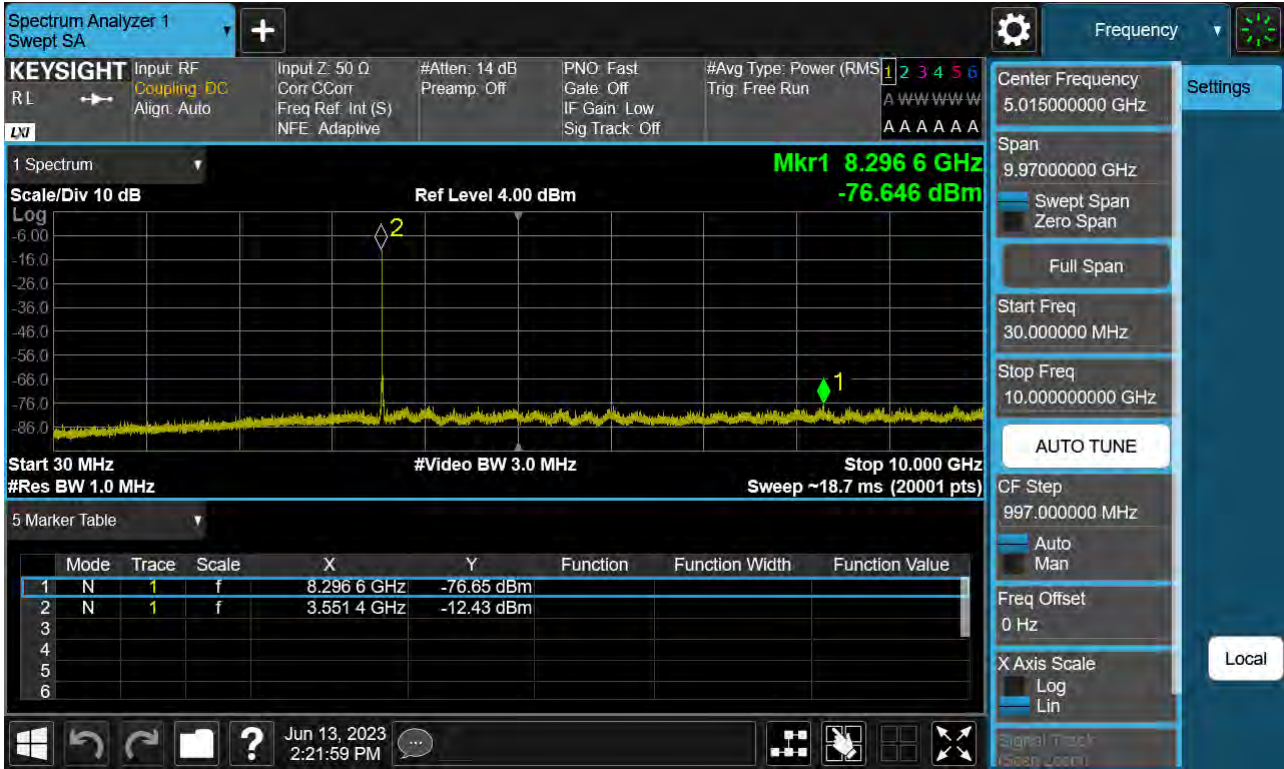 Spectrum Analyzer 1
Swept SA
Frequency
KEYSIGHT
RL
LXI
Input: RF
Coupling: DC
Align: Auto
Input Z: 50 Ω
Corr CCorr
Freq Ref: Int (S)
NFE: Adaptive
#Atten: 14 dB
Preamp: Off
PNO: Fast
Gate: Off
IF Gain: Low
Sig Track: Off
#Avg Type: Power (RMS
Trig: Free Run
1 2 3 4 5 6
A W W W W W
A A A A A A
1 Spectrum
Scale/Div 10 dB
Ref Level 4.00 dBm
Mkr1 8.296 6 GHz
-76.646 dBm
Log
-6.00
-16.0
-26.0
-36.0
-46.0
-56.0
-66.0
-76.0
-86.0
2
1
Start 30 MHz
#Video BW 3.0 MHz
Stop 10.000 GHz
#Res BW 1.0 MHz
Sweep ~18.7 ms (20001 pts)
5 Marker Table
Mode Trace Scale X Y Function Function Width Function Value
1 N 1 f 8.296 6 GHz -76.65 dBm
2 N 1 f 3.551 4 GHz -12.43 dBm
3
4
5
6
Jun 13, 2023
2:21:59 PM
Center Frequency
5.015000000 GHz
Settings
Span
9.97000000 GHz
Swept Span
Zero Span
Full Span
Start Freq
30.000000 MHz
Stop Freq
10.000000000 GHz
AUTO TUNE
CF Step
997.000000 MHz
Auto
Man
Freq Offset
0 Hz
X Axis Scale
Log
Lin
Local
Signal Track
(Span Zoom)